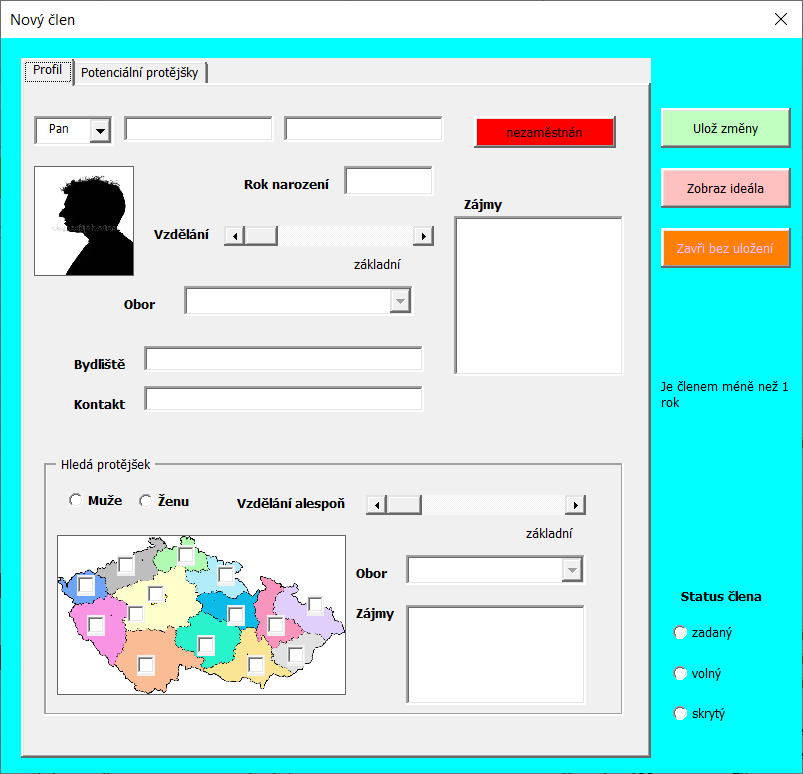 Nový člen
Profil
Potenciální protějšky
Pan
nezaměstnán
Ulož změny
Rok narození
Zobraz ideála
Zájmy
Vzdělání
Zavři bez uložení
základní
Obor
Bydliště
Je členem méně než 1
rok
Kontakt
Hledá protějšek
Muže
Ženu
Vzdělání alespoň
základní
Obor
Zájmy
Status člena
zadaný
volný
skrytý